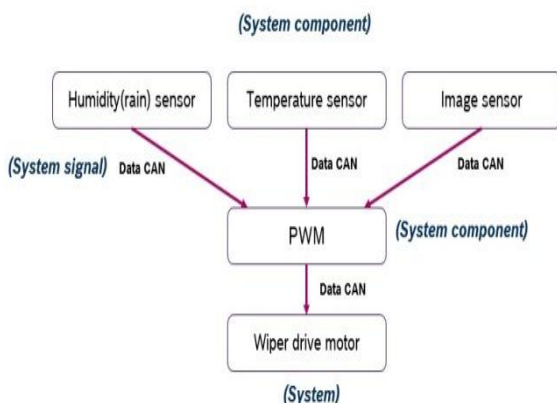 (System component)
Humidity(rain) sensor
Temperature sensor
Image sensor
(System signal)
Data CAN
Data CAN
Data CAN
PWM
(System component)
Data CAN
Wiper drive motor
(System)